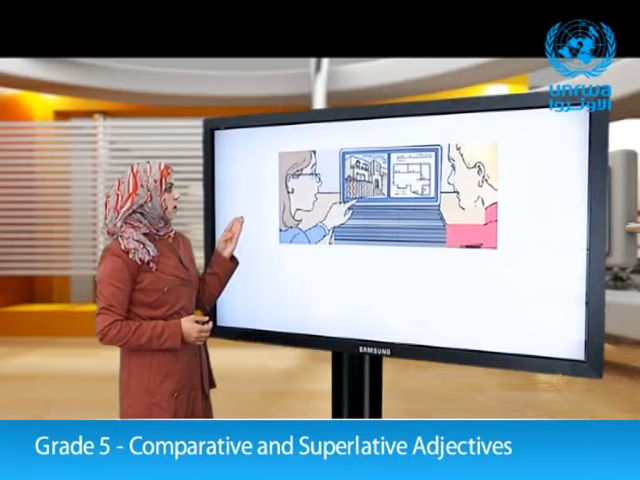 unrwa
الأونروا
SAMSUNG
Grade 5 - Comparative and Superlative Adjectives